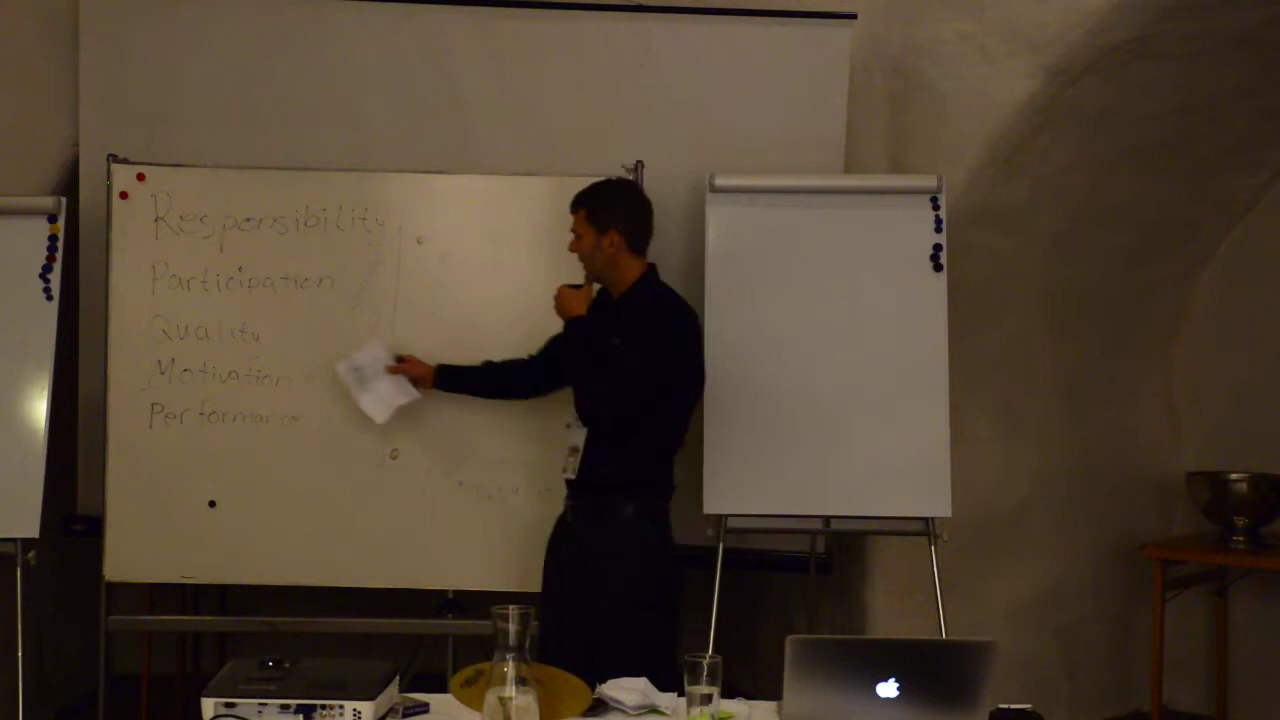 Responsibility
Participation
Quality
Motivation
Performance